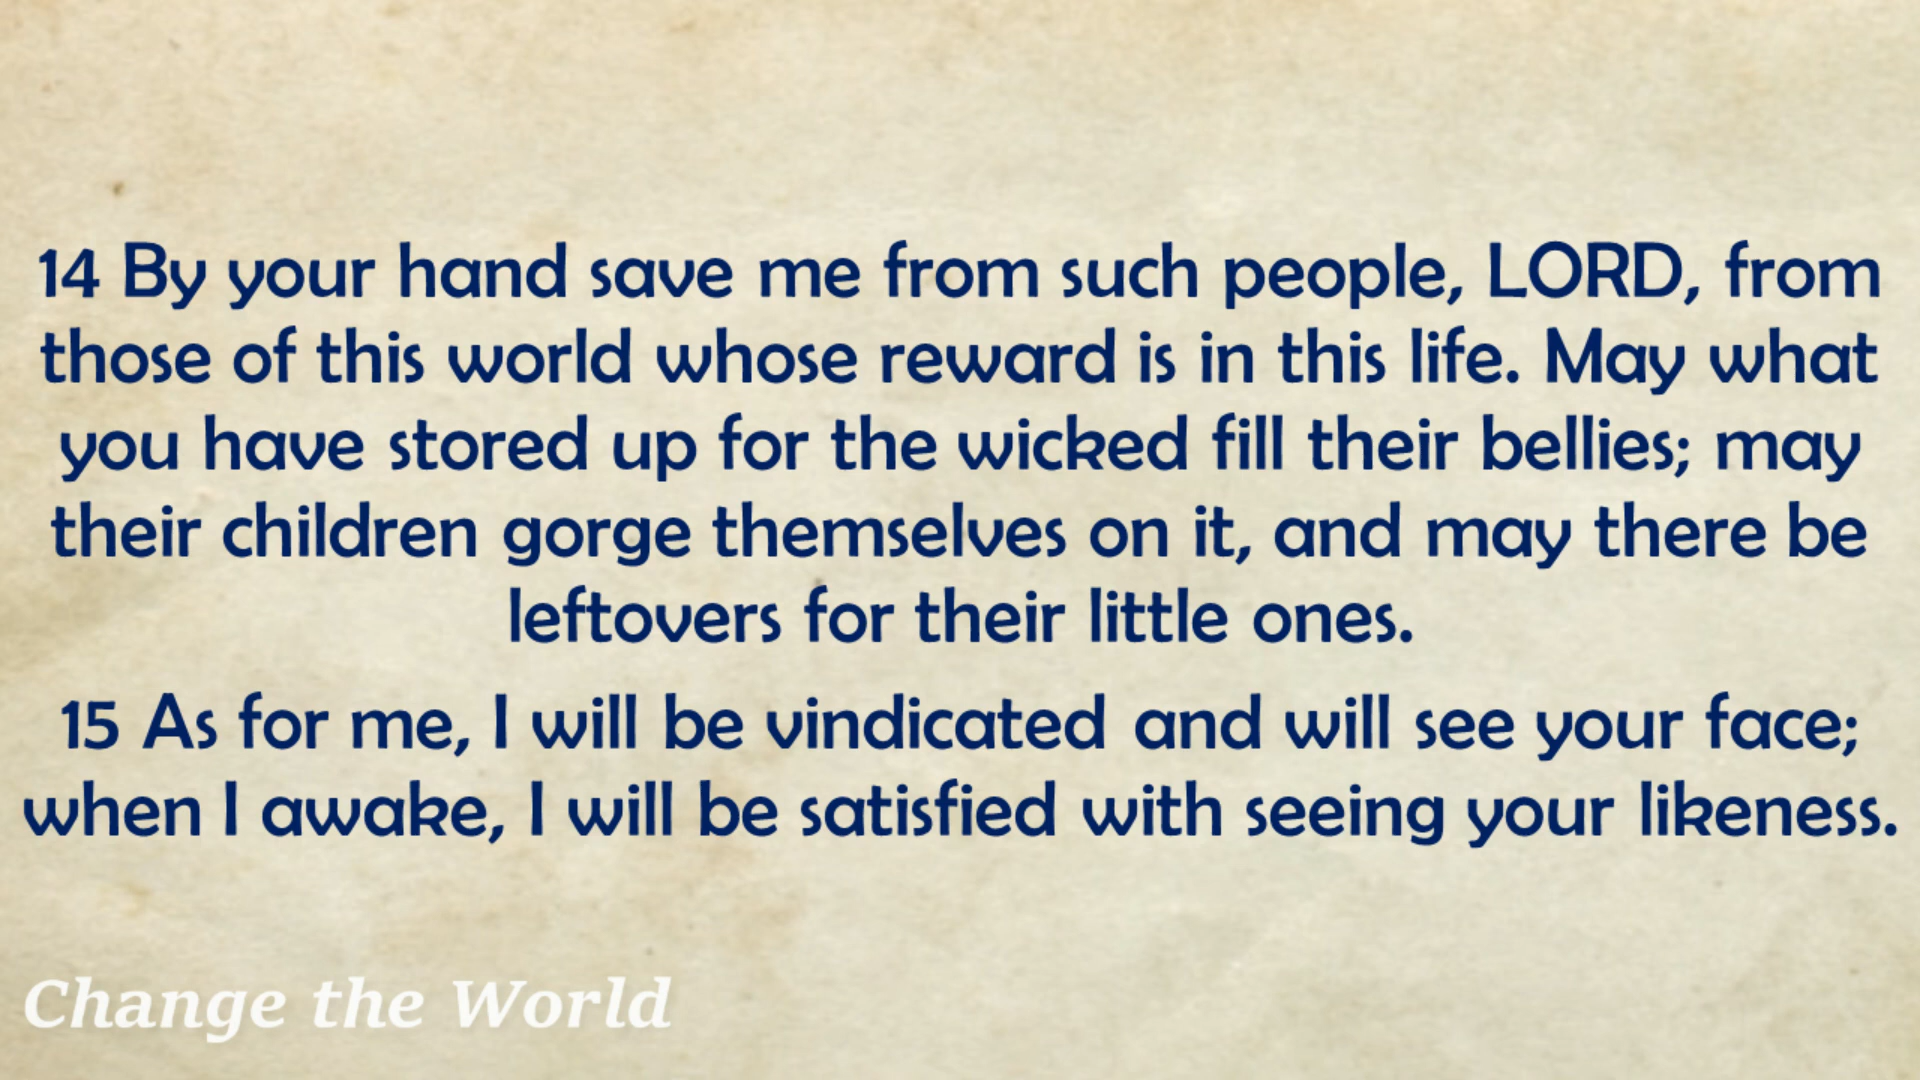 14 By your hand save me from such people, LORD, from
those of this world whose reward is in this life. May what
you have stored up for the wicked fill their bellies; may
their children gorge themselves on it, and may there be
leftovers for their little ones.
15 As for me, I will be vindicated and will see your face;
when I awake, I will be satisfied with seeing your likeness.
Change the World